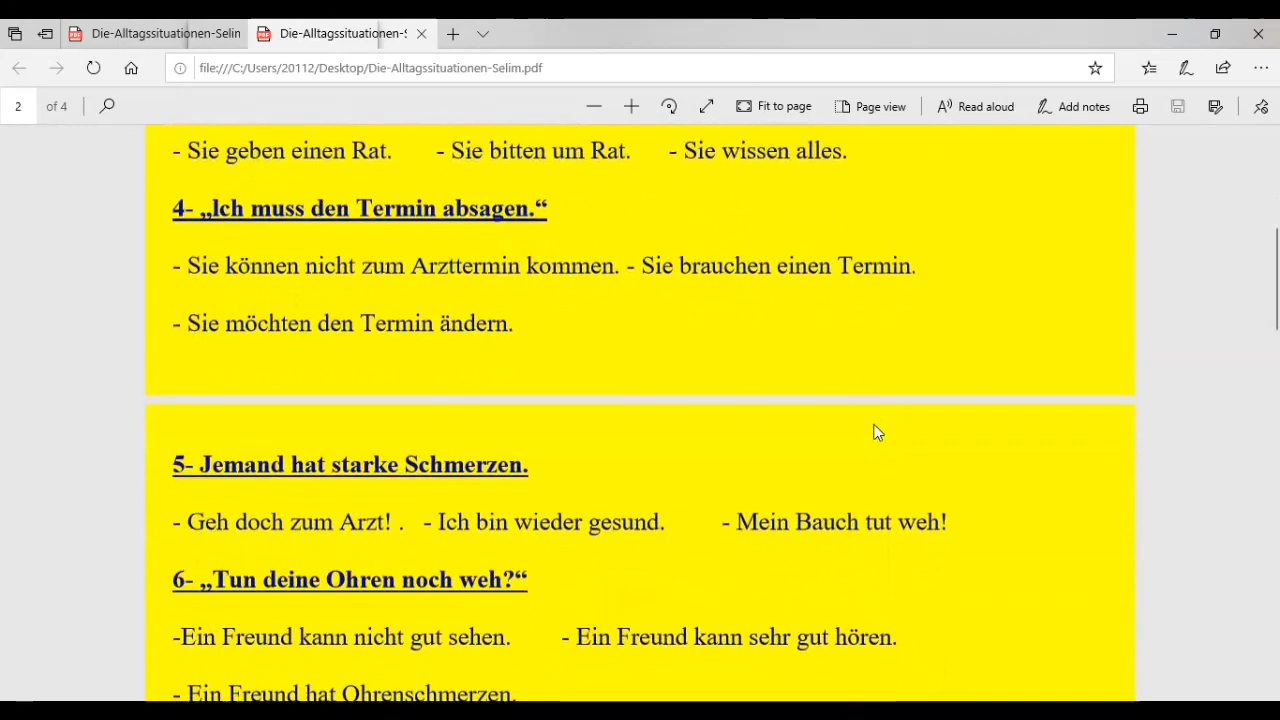 Die-Alltagssituationen-Selin
Die-Alltagssituationen-S
file:///C:/Users/20112/Desktop/Die-Alltagssituationen-Selim.pdf
2 of 4 Fit to page Page view Read aloud Add notes
- Sie geben einen Rat. - Sie bitten um Rat. - Sie wissen alles.
4- „Ich muss den Termin absagen.“
- Sie können nicht zum Arzttermin kommen. - Sie brauchen einen Termin.
- Sie möchten den Termin ändern.
5- Jemand hat starke Schmerzen.
- Geh doch zum Arzt! . - Ich bin wieder gesund. - Mein Bauch tut weh!
6- „Tun deine Ohren noch weh?“
-Ein Freund kann nicht gut sehen. - Ein Freund kann sehr gut hören.
- Ein Freund hat Ohrenschmerzen.